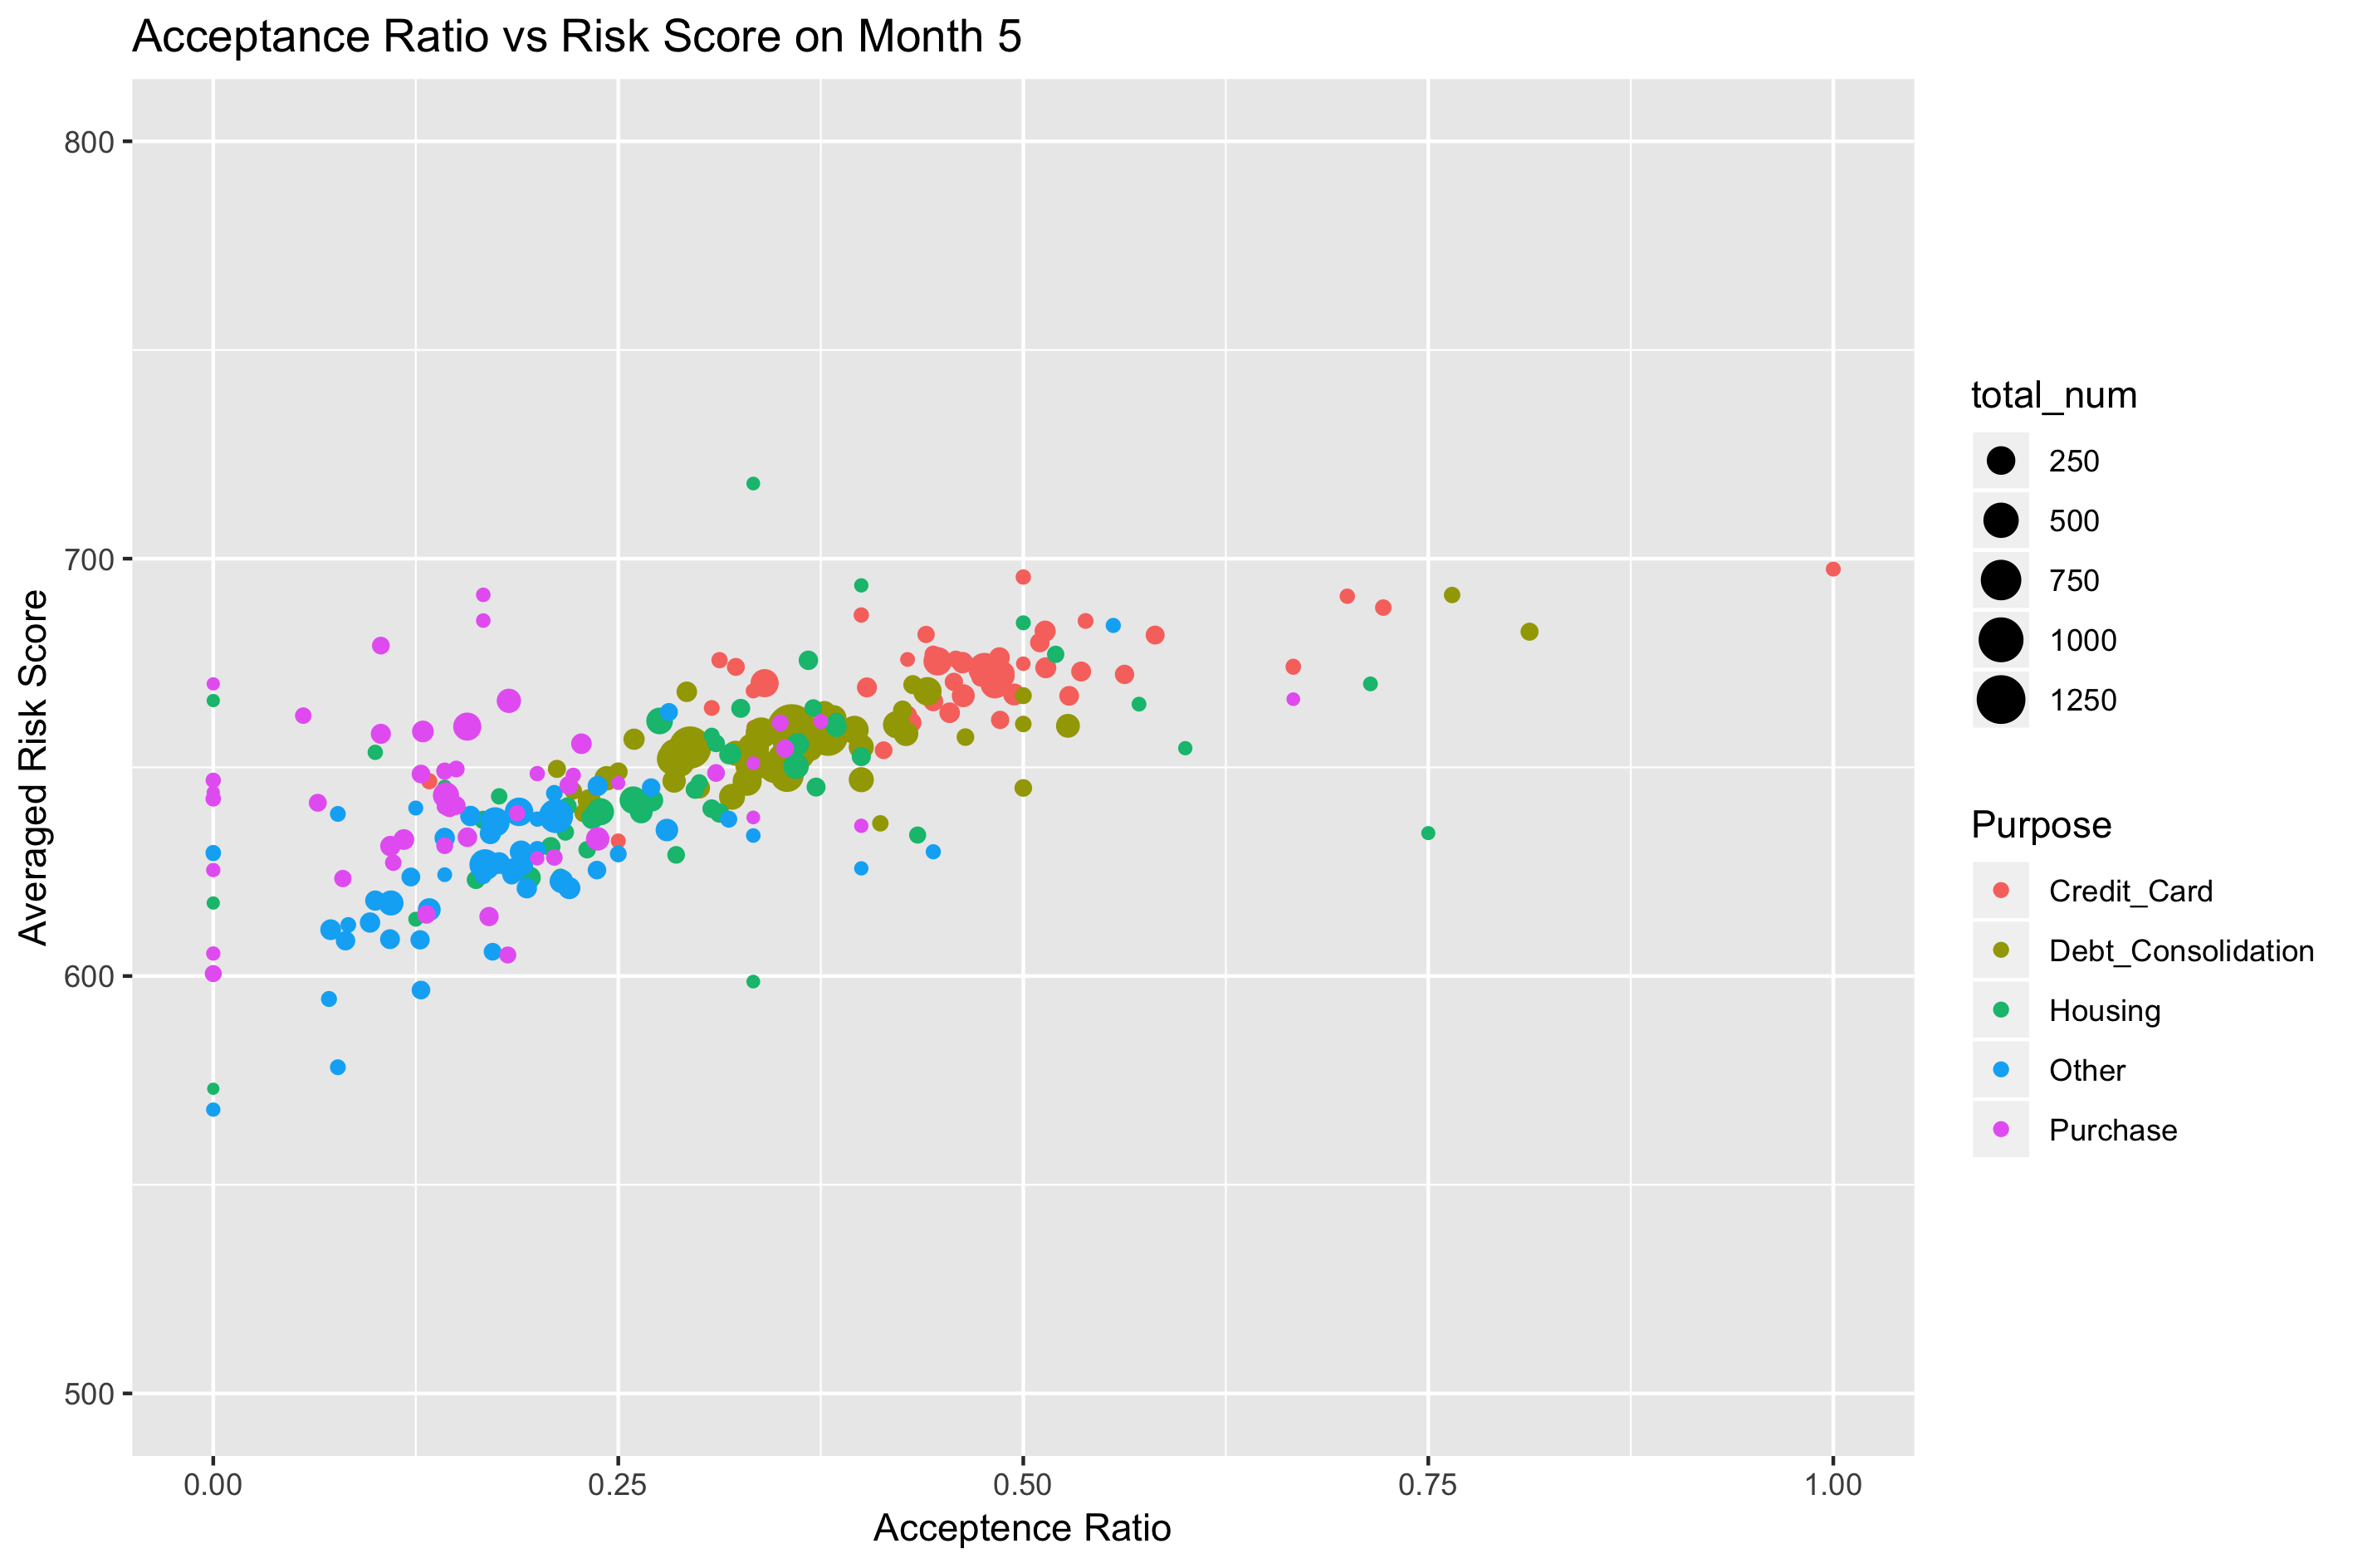 Acceptance Ratio vs Risk Score on Month 5
Averaged Risk Score
800
700
600
500
0.00
0.25
0.50
0.75
1.00
Acceptence Ratio
total_num
250
500
750
1000
1250
Purpose
Credit_Card
Debt_Consolidation
Housing
Other
Purchase